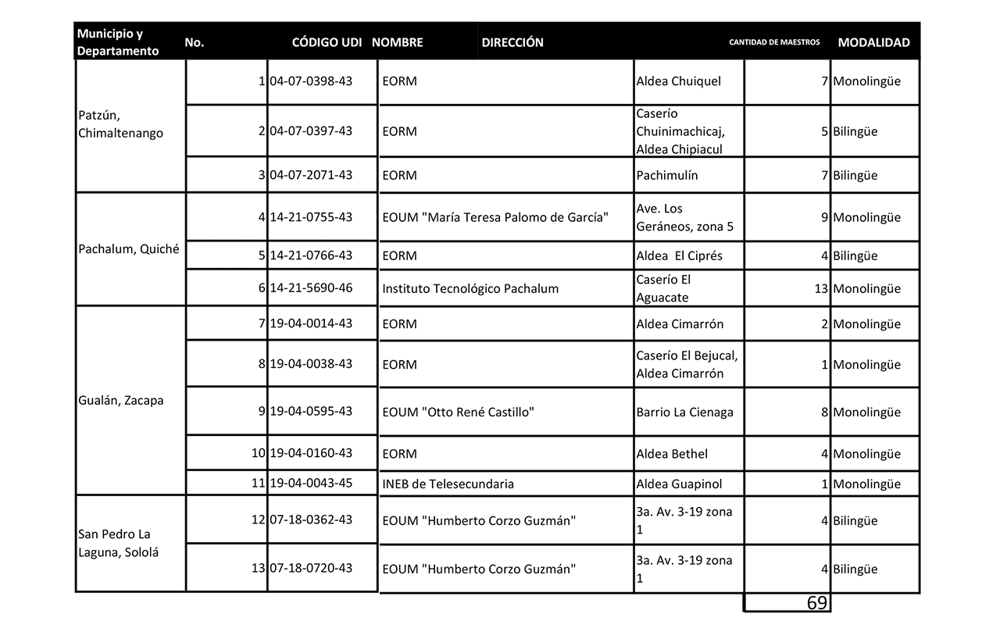 Municipio y Departamento No. CÓDIGO UDI NOMBRE DIRECCIÓN CANTIDAD DE MAESTROS MODALIDAD
Patzún, Chimaltenango
1 04-07-0398-43 EORM Aldea Chuiquel 7 Monolingüe
2 04-07-0397-43 EORM Caserío Chuinimachicaj, Aldea Chipiacul 5 Bilingüe
3 04-07-2071-43 EORM Pachimulín 7 Bilingüe
Pachalum, Quiché
4 14-21-0755-43 EOUM "María Teresa Palomo de García" Ave. Los Geráneos, zona 5 9 Monolingüe
5 14-21-0766-43 EORM Aldea El Ciprés 4 Bilingüe
6 14-21-5690-46 Instituto Tecnológico Pachalum Caserío El Aguacate 13 Monolingüe
Gualán, Zacapa
7 19-04-0014-43 EORM Aldea Cimarrón 2 Monolingüe
8 19-04-0038-43 EORM Caserío El Bejucal, Aldea Cimarrón 1 Monolingüe
9 19-04-0595-43 EOUM "Otto René Castillo" Barrio La Cienaga 8 Monolingüe
10 19-04-0160-43 EORM Aldea Bethel 4 Monolingüe
11 19-04-0043-45 INEB de Telesecundaria Aldea Guapinol 1 Monolingüe
San Pedro La Laguna, Sololá
12 07-18-0362-43 EOUM "Humberto Corzo Guzmán" 3a. Av. 3-19 zona 1 4 Bilingüe
13 07-18-0720-43 EOUM "Humberto Corzo Guzmán" 3a. Av. 3-19 zona 1 4 Bilingüe
69